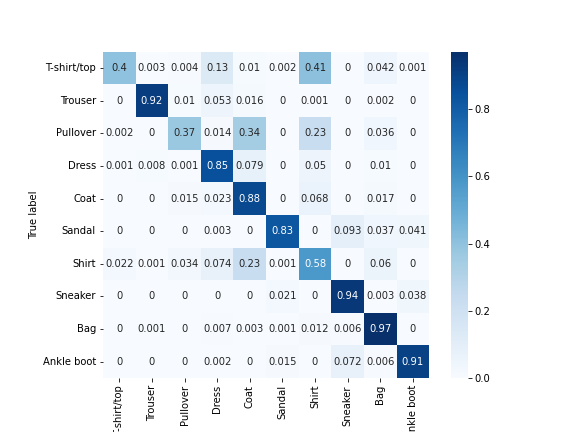 T-shirt/top 0.4 0.003 0.004 0.13 0.01 0.002 0.41 0 0.042 0.001
Trouser 0 0.92 0.01 0.053 0.016 0 0.001 0 0.002 0
Pullover 0.002 0 0.37 0.014 0.34 0 0.23 0 0.036 0
Dress 0.001 0.008 0.001 0.85 0.079 0 0.05 0 0.01 0
Coat 0 0 0.015 0.023 0.88 0 0.068 0 0.017 0
Sandal 0 0 0 0.003 0 0.83 0 0.093 0.037 0.041
Shirt 0.022 0.001 0.034 0.074 0.23 0.001 0.58 0 0.06 0
Sneaker 0 0 0 0 0 0.021 0 0.94 0.003 0.038
Bag 0 0.001 0 0.007 0.003 0.001 0.012 0.006 0.97 0
Ankle boot 0 0 0 0.002 0 0.015 0 0.072 0.006 0.91
True label
-shirt/top
Trouser
Pullover
Dress
Coat
Sandal
Shirt
Sneaker
Bag
nkle boot
0.8
0.6
0.4
0.2
0.0